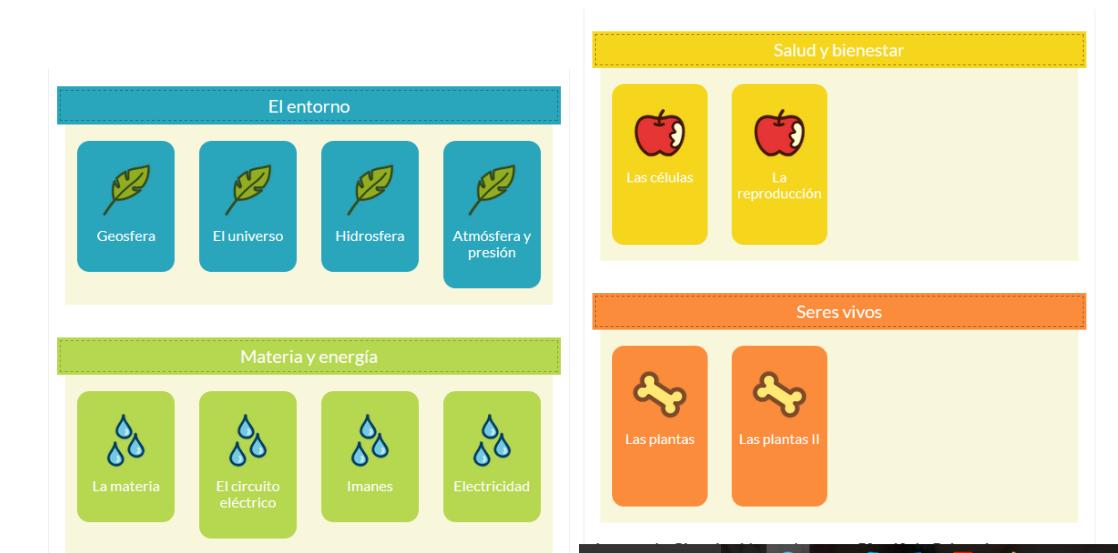 El entorno
Geosfera
El universo
Hidrosfera
Atmósfera y
presión
Materia y energía
La materia
El circuito
eléctrico
Imanes
Electricidad
Salud y bienestar
Las células
La
reproducción
Seres vivos
Las plantas
Las plantas II